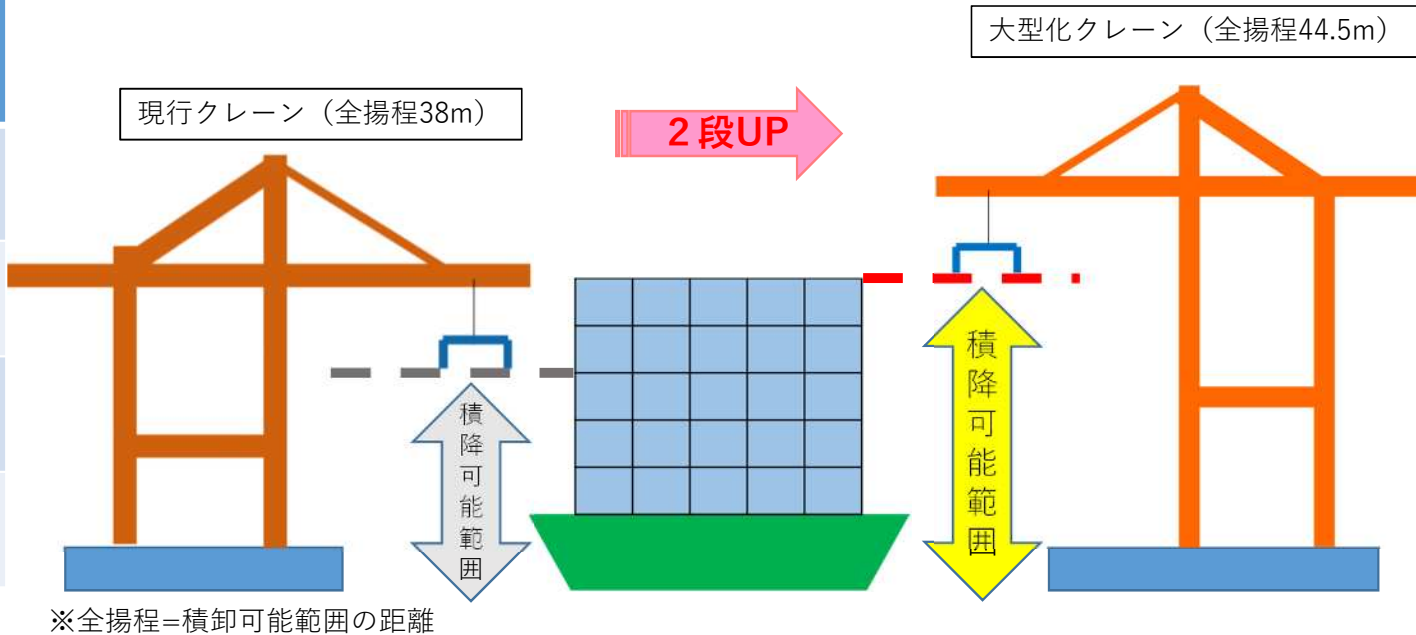 大型化クレーン（全揚程44.5m）
現行クレーン（全揚程38m）
２段UP
積降可能範囲
積降可能範囲
※全揚程=積卸可能範囲の距離